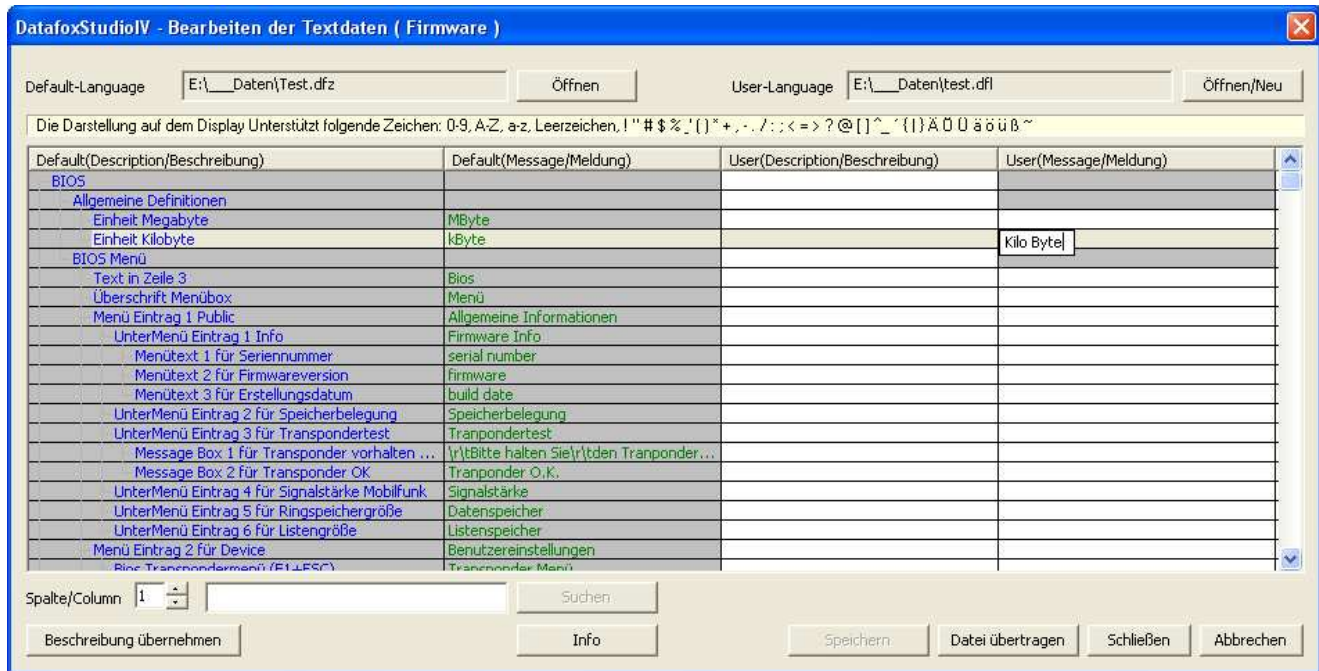 DatafoxStudioIV - Bearbeiten der Textdaten ( Firmware )
Default-Language E:\___Daten\Test.dfz Öffnen User-Language E:\___Daten\test.dfl Öffnen/Neu
Die Darstellung auf dem Display Unterstützt folgende Zeichen: 0-9, A-Z, a-z, Leerzeichen, ! " # $ % _ ' ( ) * + , - . / : ; < = > ? @ [ ] ^ _ ´ { | } Ä Ö Ü ä ö ü ß ~
Default(Description/Beschreibung) Default(Message/Meldung) User(Description/Beschreibung) User(Message/Meldung)
BIOS
Allgemeine Definitionen
Einheit Megabyte MByte
Einheit Kilobyte kByte Kilo Byte
BIOS Menü
Text in Zeile 3 Bios
Überschrift Menübox Menü
Menü Eintrag 1 Public Allgemeine Informationen
UnterMenü Eintrag 1 Info Firmware Info
Menütext 1 für Seriennummer serial number
Menütext 2 für Firmwareversion firmware
Menütext 3 für Erstellungsdatum build date
UnterMenü Eintrag 2 für Speicherbelegung Speicherbelegung
UnterMenü Eintrag 3 für Transpondertest Tranpondertest
Message Box 1 für Transponder vorhalten ... \r\tBitte halten Sie\r\tden Tranponder...
Message Box 2 für Transponder OK Tranponder O.K.
UnterMenü Eintrag 4 für Signalstärke Mobilfunk Signalstärke
UnterMenü Eintrag 5 für Ringspeichergröße Datenspeicher
UnterMenü Eintrag 6 für Listengröße Listenspeicher
Menü Eintrag 2 für Device Benutzereinstellungen
Bios Transpondermenü (F1+ESC) Transponder Menü
Spalte/Column 1 Suchen
Beschreibung übernehmen Info Speichern Datei übertragen Schließen Abbrechen